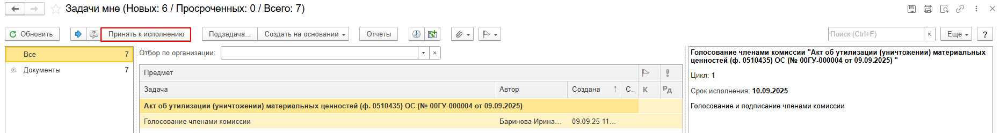 Задачи мне (Новых: 6 / Просроченных: 0 / Всего: 7)
Обновить Принять к исполнению Подзадача... Создать на основании Отчеты Поиск (Ctrl+F) × Еще ?
Все 7
Документы 7
Отбор по организации:
Предмет
Задача Автор Создана ↑ С.. К Рд
Акт об утилизации (уничтожении) материальных ценностей (ф. 0510435) ОС (№ 00ГУ-000004 от 09.09.2025)
Голосование членами комиссии Баринова Ирина... 09.09.25 11...
Голосование членами комиссии "Акт об утилизации (уничтожении) материальных
ценностей (ф. 0510435) ОС (№ 00ГУ-000004 от 09.09.2025) "
Цикл: 1
Срок исполнения: 10.09.2025
Голосование и подписание членами комиссии